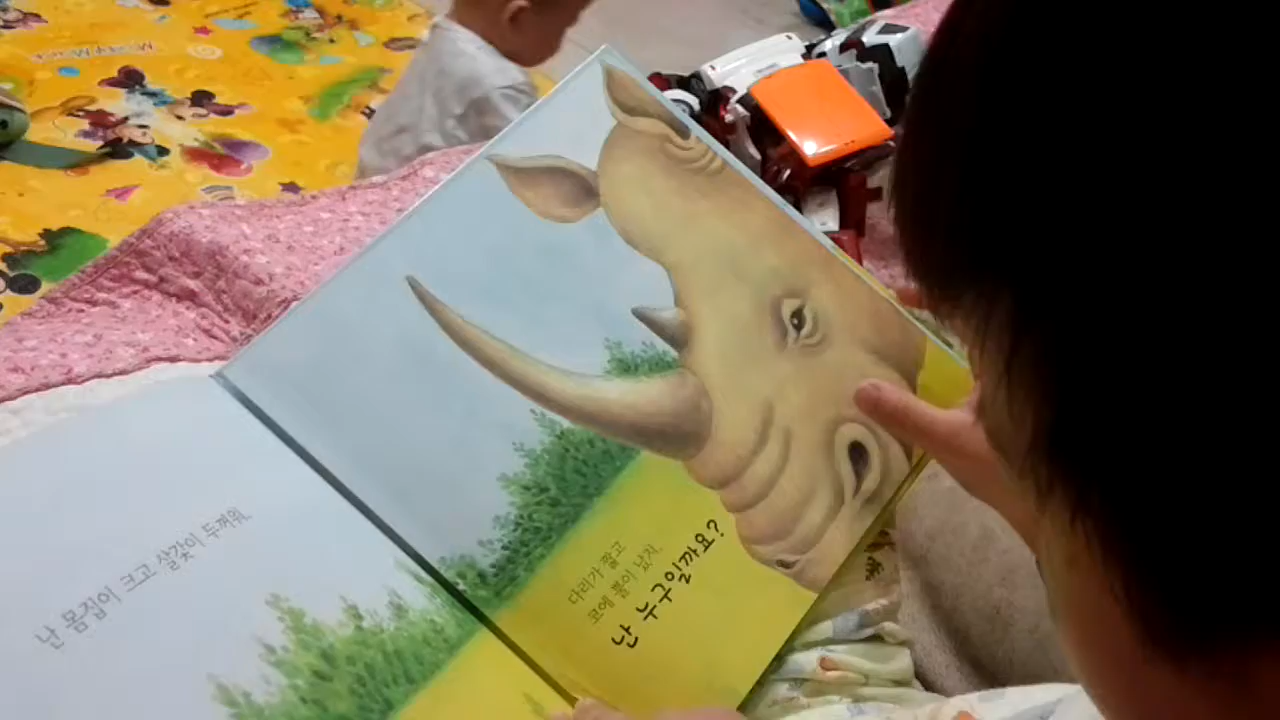 난 몸집이 크고 살갗이 두꺼워.
다리가 짧고
코에 뿔이 났지.
난 누구일까요?